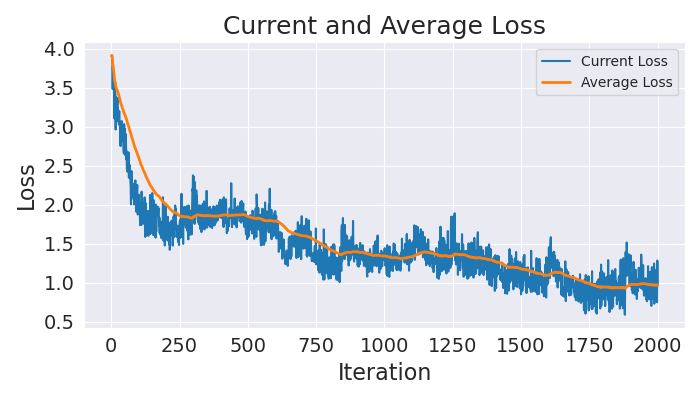 Current and Average Loss
Current Loss
Average Loss
4.0
3.5
3.0
2.5
2.0
1.5
1.0
0.5
Loss
0 250 500 750 1000 1250 1500 1750 2000
Iteration